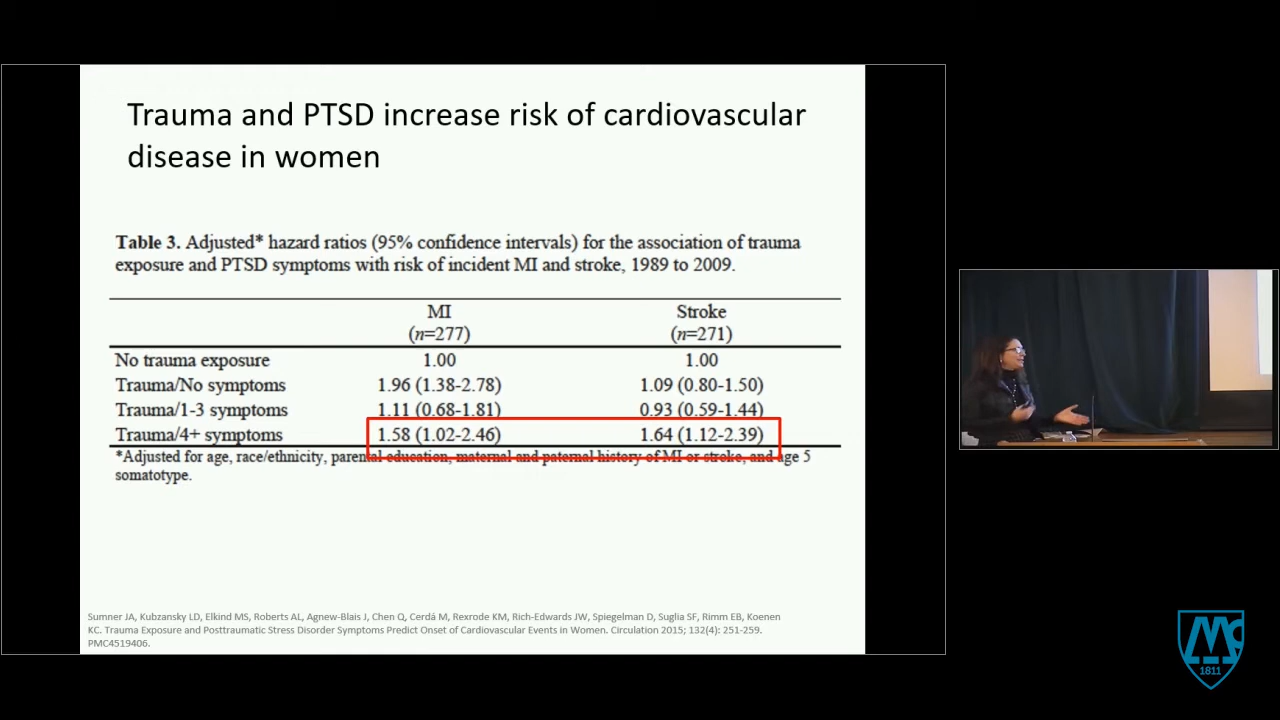 Trauma and PTSD increase risk of cardiovascular
disease in women
Table 3. Adjusted* hazard ratios (95% confidence intervals) for the association of trauma
exposure and PTSD symptoms with risk of incident MI and stroke, 1989 to 2009.
MI Stroke
(n=277) (n=271)
No trauma exposure 1.00 1.00
Trauma/No symptoms 1.96 (1.38-2.78) 1.09 (0.80-1.50)
Trauma/1-3 symptoms 1.11 (0.68-1.81) 0.93 (0.59-1.44)
Trauma/4+ symptoms 1.58 (1.02-2.46) 1.64 (1.12-2.39)
*Adjusted for age, race/ethnicity, parental education, maternal and paternal history of MI or stroke, and age 5
somatotype.
Sumner JA, Kubzansky LD, Elkind MS, Roberts AL, Agnew-Blais J, Chen Q, Cerdá M, Rexrode KM, Rich-Edwards JW, Spiegelman D, Suglia SF, Rimm EB, Koenen
KC. Trauma Exposure and Posttraumatic Stress Disorder Symptoms Predict Onset of Cardiovascular Events in Women. Circulation 2015; 132(4): 251-259.
PMC4519406.
1811